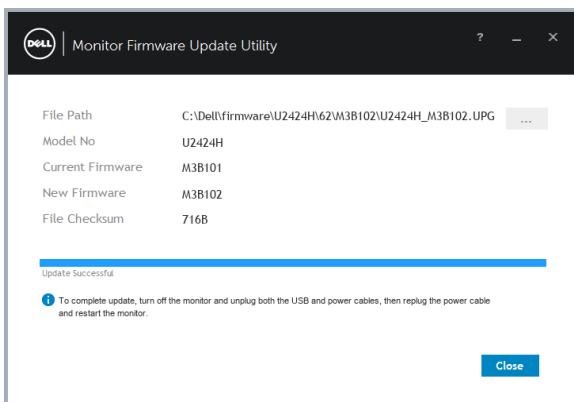 DELL Monitor Firmware Update Utility ? _ X
File Path C:\Dell\firmware\U2424H\62\M3B102\U2424H_M3B102.UPG ...
Model No U2424H
Current Firmware M3B101
New Firmware M3B102
File Checksum 716B
Update Successful
i To complete update, turn off the monitor and unplug both the USB and power cables, then replug the power cable
and restart the monitor.
Close